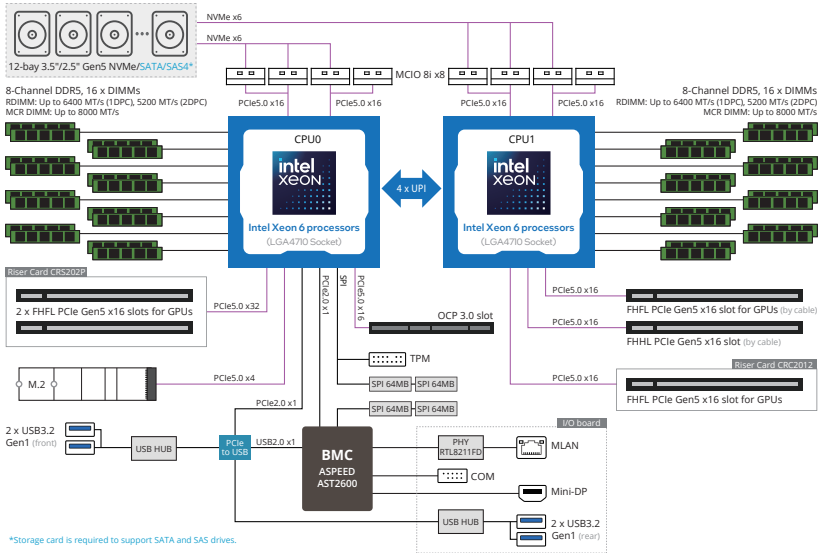 NVMe x6
NVMe x6
12-bay 3.5"/2.5" Gen5 NVMe/SATA/SAS4*
MCIO 8i x8
PCIe5.0 x16
PCIe5.0 x16
PCIe5.0 x16
PCIe5.0 x16
8-Channel DDR5, 16 x DIMMs
RDIMM: Up to 6400 MT/s (1DPC), 5200 MT/s (2DPC)
MCR DIMM: Up to 8000 MT/s
8-Channel DDR5, 16 x DIMMs
RDIMM: Up to 6400 MT/s (1DPC), 5200 MT/s (2DPC)
MCR DIMM: Up to 8000 MT/s
CPU0
intel
XEON
Intel Xeon 6 processors
(LGA4710 Socket)
4 x UPI
CPU1
intel
XEON
Intel Xeon 6 processors
(LGA4710 Socket)
Riser Card CRS202P
2 x FHFL PCIe Gen5 x16 slots for GPUs
PCIe5.0 x32
PCIe2.0 x1
SPI
PCIe5.0 x16
OCP 3.0 slot
PCIe5.0 x16
FHFL PCIe Gen5 x16 slot for GPUs (by cable)
PCIe5.0 x16
FHHL PCIe Gen5 x16 slot (by cable)
TPM
Riser Card CRC2012
PCIe5.0 x16
FHFL PCIe Gen5 x16 slot for GPUs
M.2
PCIe5.0 x4
SPI 64MB
SPI 64MB
PCIe2.0 x1
SPI 64MB
SPI 64MB
I/O board
2 x USB3.2
Gen1 (front)
USB HUB
PCIe
to USB
USB2.0 x1
BMC
ASPEED
AST2600
PHY
RTL8211FD
MLAN
COM
Mini-DP
USB HUB
2 x USB3.2
Gen1 (rear)
*Storage card is required to support SATA and SAS drives.